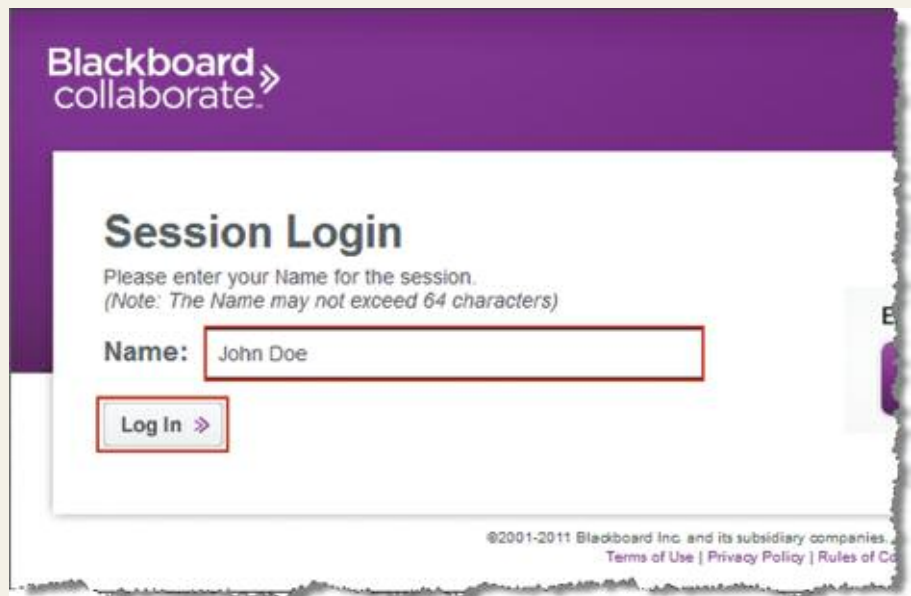 Blackboard
collaborate™
Session Login
Please enter your Name for the session.
(Note: The Name may not exceed 64 characters)
Name: John Doe
Log In »
©2001-2011 Blackboard Inc. and its subsidiary companies.
Terms of Use | Privacy Policy | Rules of